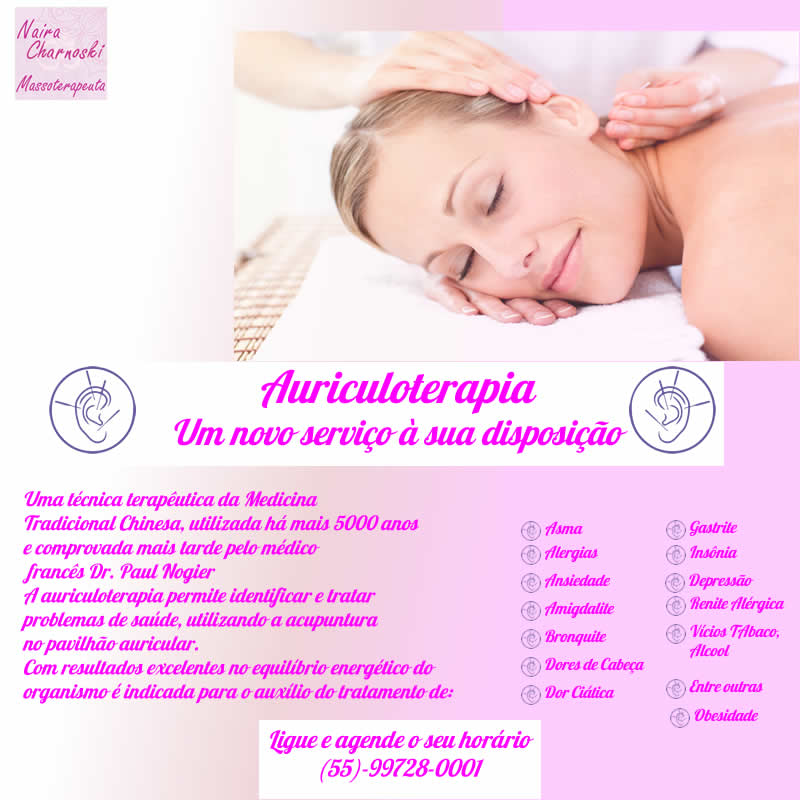 Naira
Charnoski
Massoterapeuta
Auriculoterapia
Um novo serviço à sua disposição
Uma técnica terapêutica da Medicina
Tradicional Chinesa, utilizada há mais 5000 anos
e comprovada mais tarde pelo médico
francês Dr. Paul Nogier
A auriculoterapia permite identificar e tratar
problemas de saúde, utilizando a acupuntura
no pavilhão auricular.
Com resultados excelentes no equilíbrio energético do
organismo é indicada para o auxílio do tratamento de:
Asma
Alergias
Ansiedade
Amigdalite
Bronquite
Dores de Cabeça
Dor Ciática
Gastrite
Insônia
Depressão
Renite Alérgica
Vícios TAbaco,
Alcool
Entre outras
Obesidade
Ligue e agende o seu horário
(55)-99728-0001